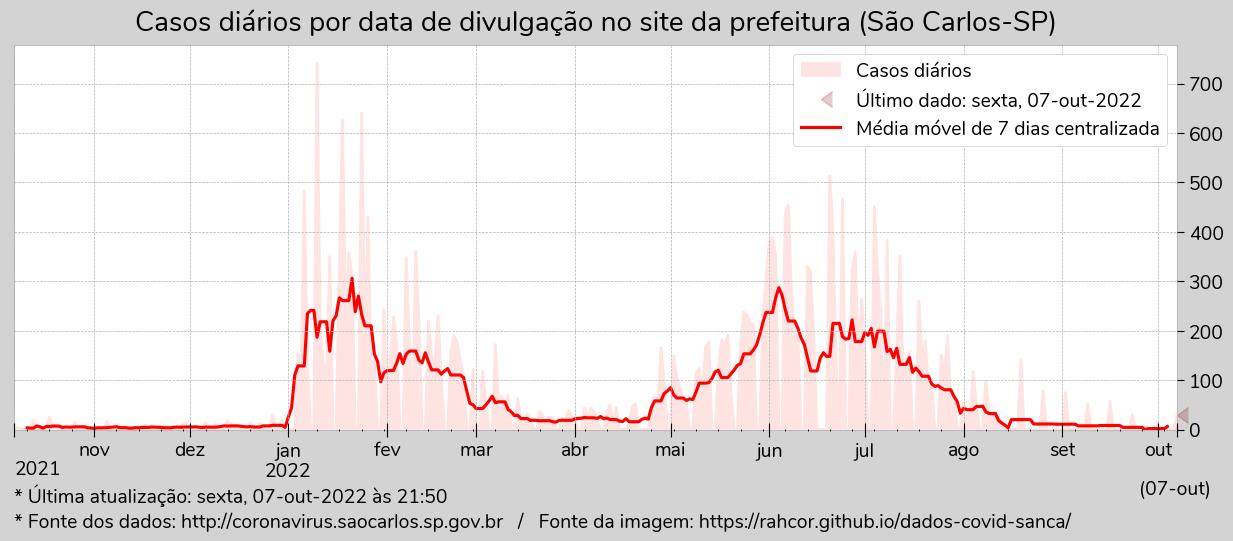 Casos diários por data de divulgação no site da prefeitura (São Carlos-SP)
Casos diários
Último dado: sexta, 07-out-2022
Média móvel de 7 dias centralizada
700
600
500
400
300
200
100
0
nov dez jan fev mar abr mai jun jul ago set out
2021 2022
(07-out)
* Última atualização: sexta, 07-out-2022 às 21:50
* Fonte dos dados: http://coronavirus.saocarlos.sp.gov.br / Fonte da imagem: https://rahcor.github.io/dados-covid-sanca/